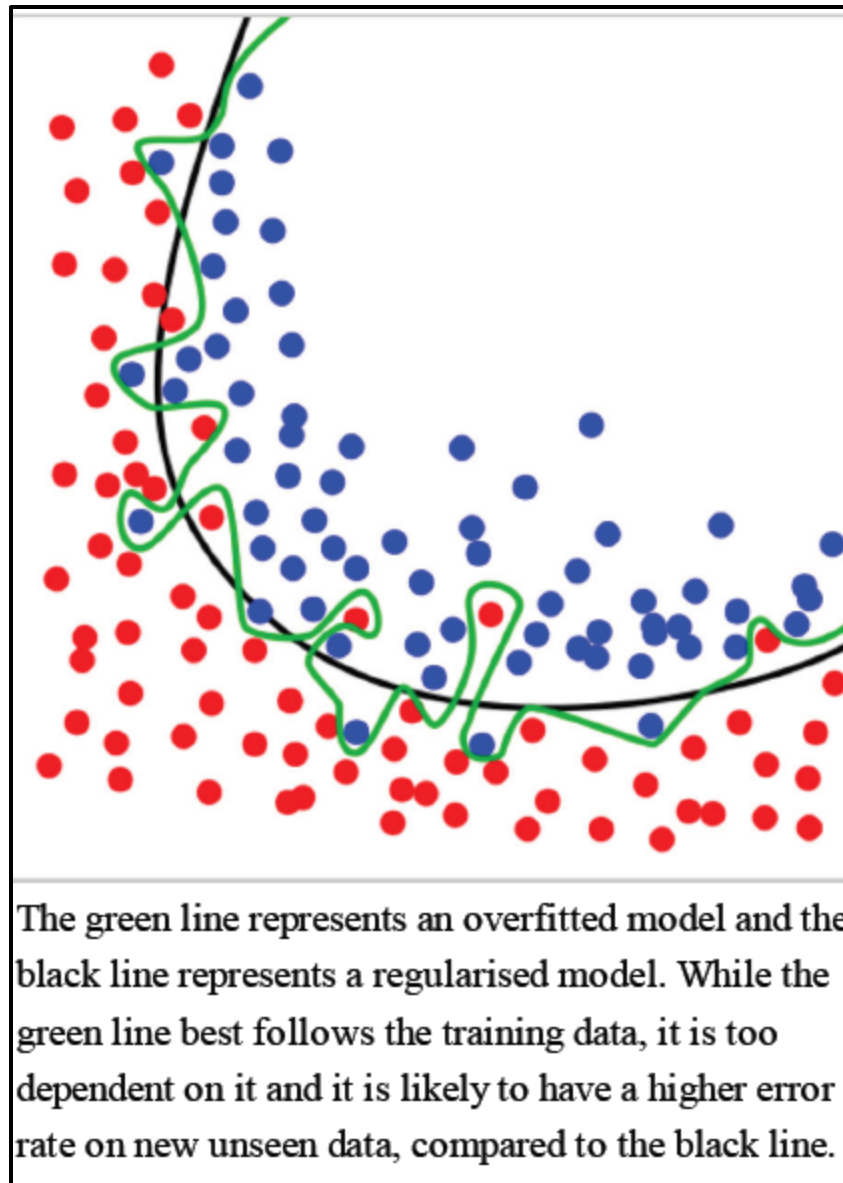 The green line represents an overfitted model and the
black line represents a regularised model. While the
green line best follows the training data, it is too
dependent on it and it is likely to have a higher error
rate on new unseen data, compared to the black line.